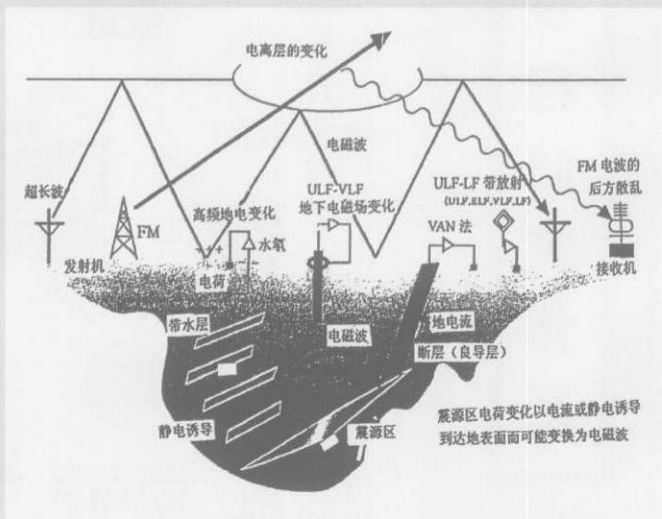 电离层的变化
电磁波
超长波
FM
发射机
高频地电变化
水氡
+++
电荷
ULF-VLF
地下电磁场变化
ULF-LF 带放射
(ULF,ELF,VLF,LF)
VAN 法
FM 电波的
后方散乱
接收机
带水层
电磁波
地电流
断层（良导层）
静电诱导
震源区
震源区电荷变化以电流或静电诱导
到达地表面而可能变换为电磁波